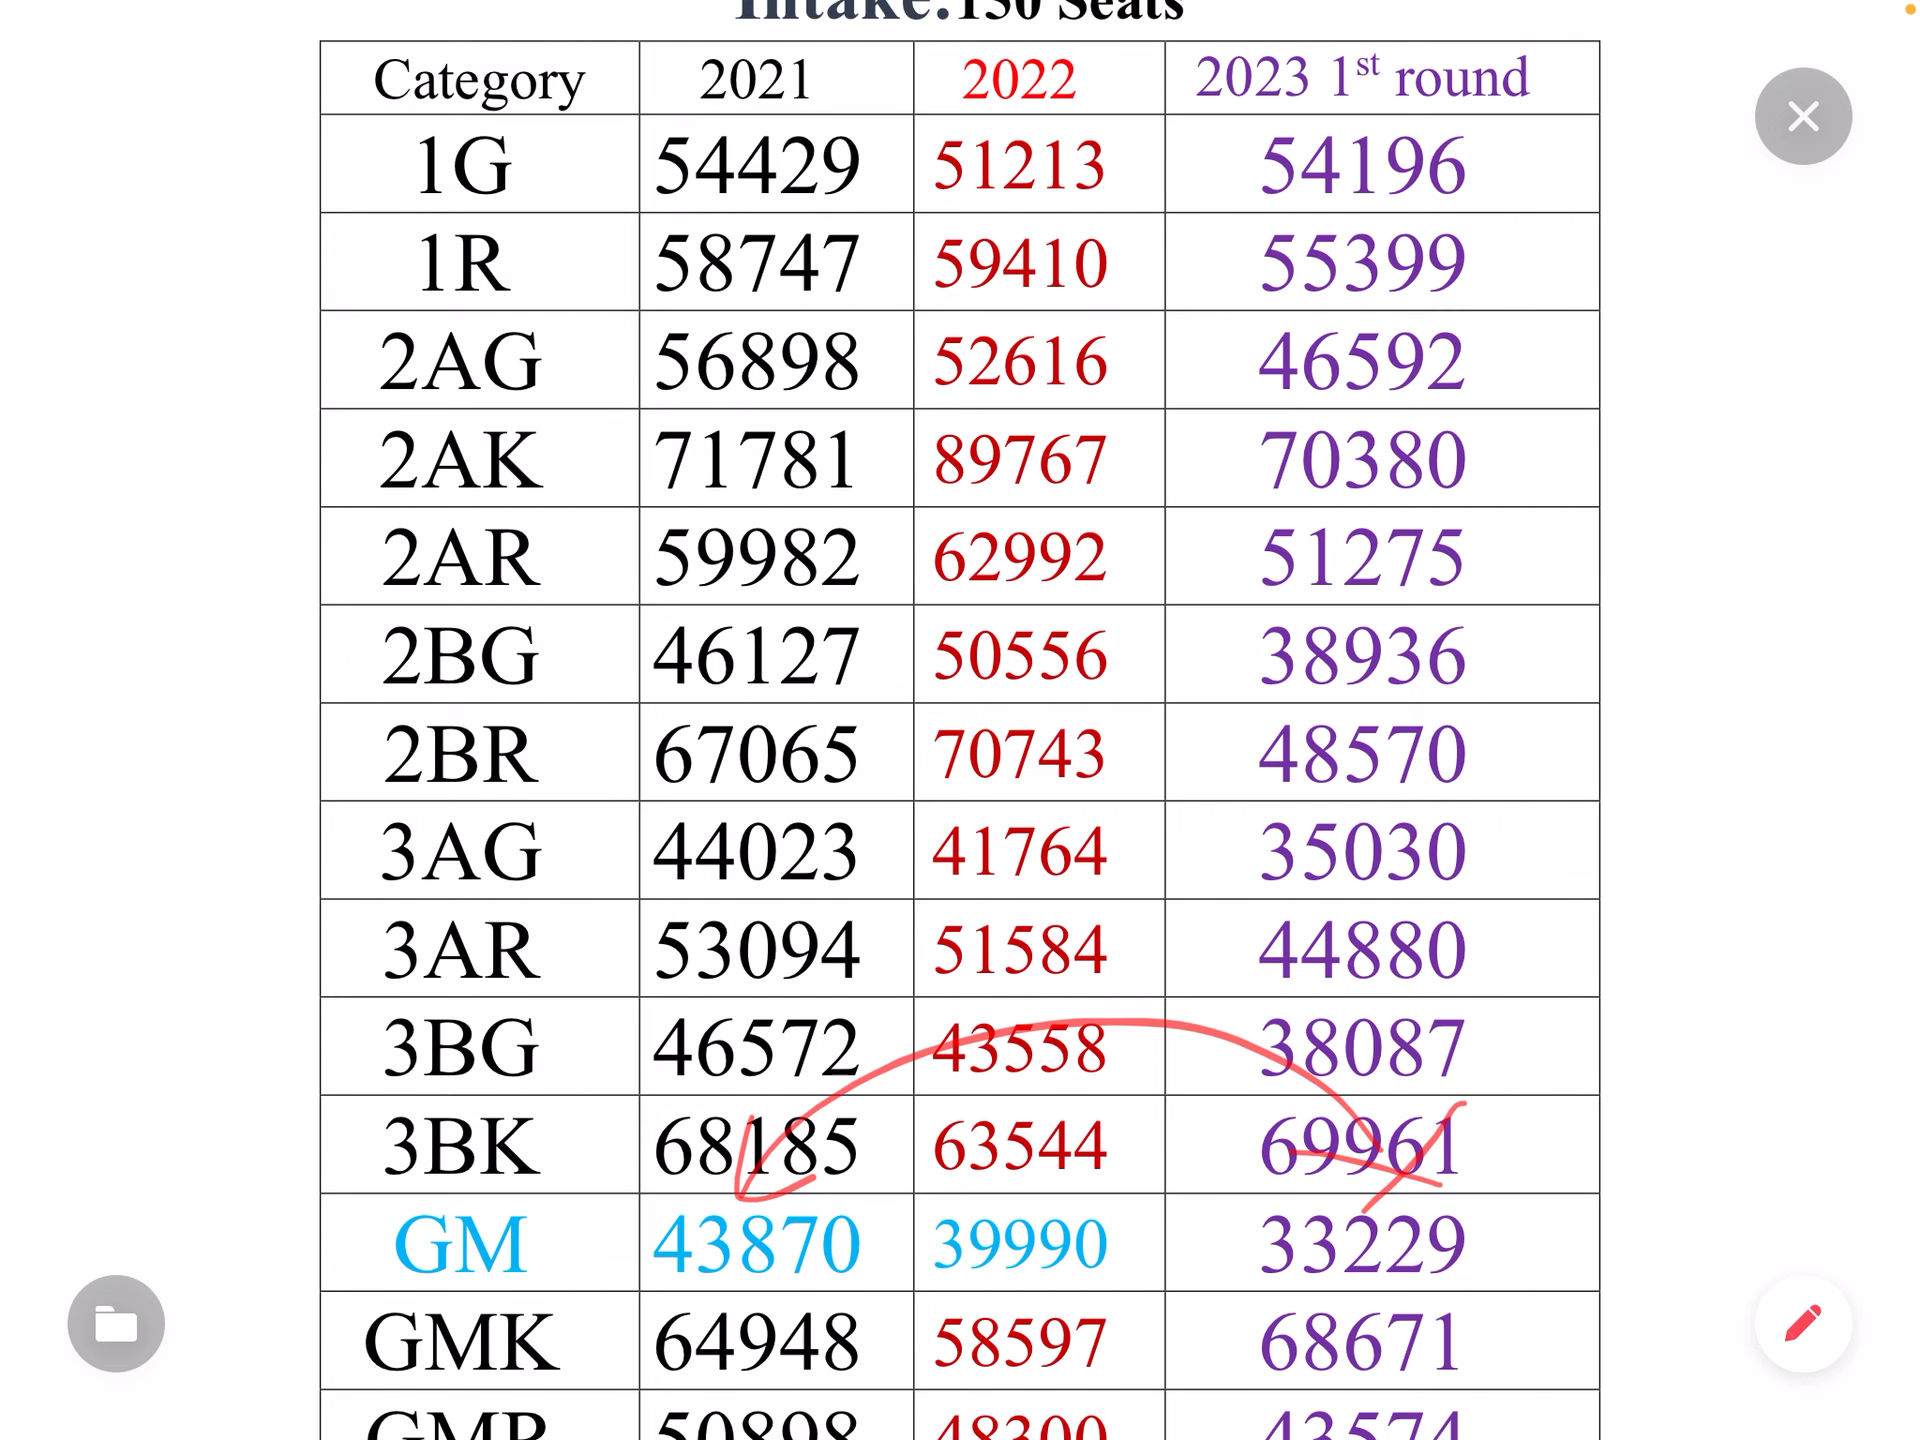 Intake:150 Seats
Category 2021 2022 2023 1st round
1G 54429 51213 54196
1R 58747 59410 55399
2AG 56898 52616 46592
2AK 71781 89767 70380
2AR 59982 62992 51275
2BG 46127 50556 38936
2BR 67065 70743 48570
3AG 44023 41764 35030
3AR 53094 51584 44880
3BG 46572 43558 38087
3BK 68185 63544 69961
GM 43870 39990 33229
GMK 64948 58597 68671
GMR 50898 48300 43574